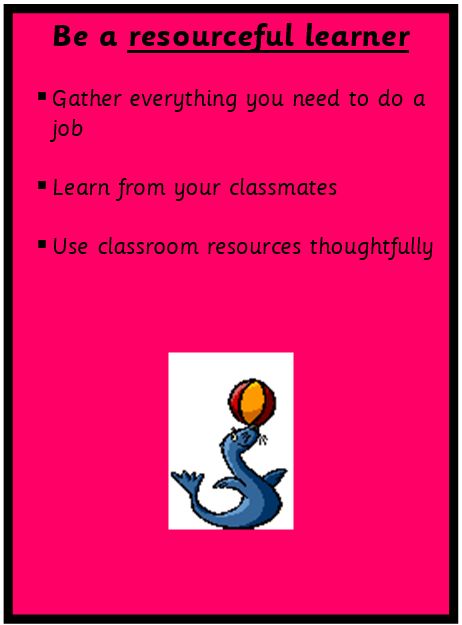 Be a resourceful learner
▪ Gather everything you need to do a
job
▪ Learn from your classmates
▪ Use classroom resources thoughtfully